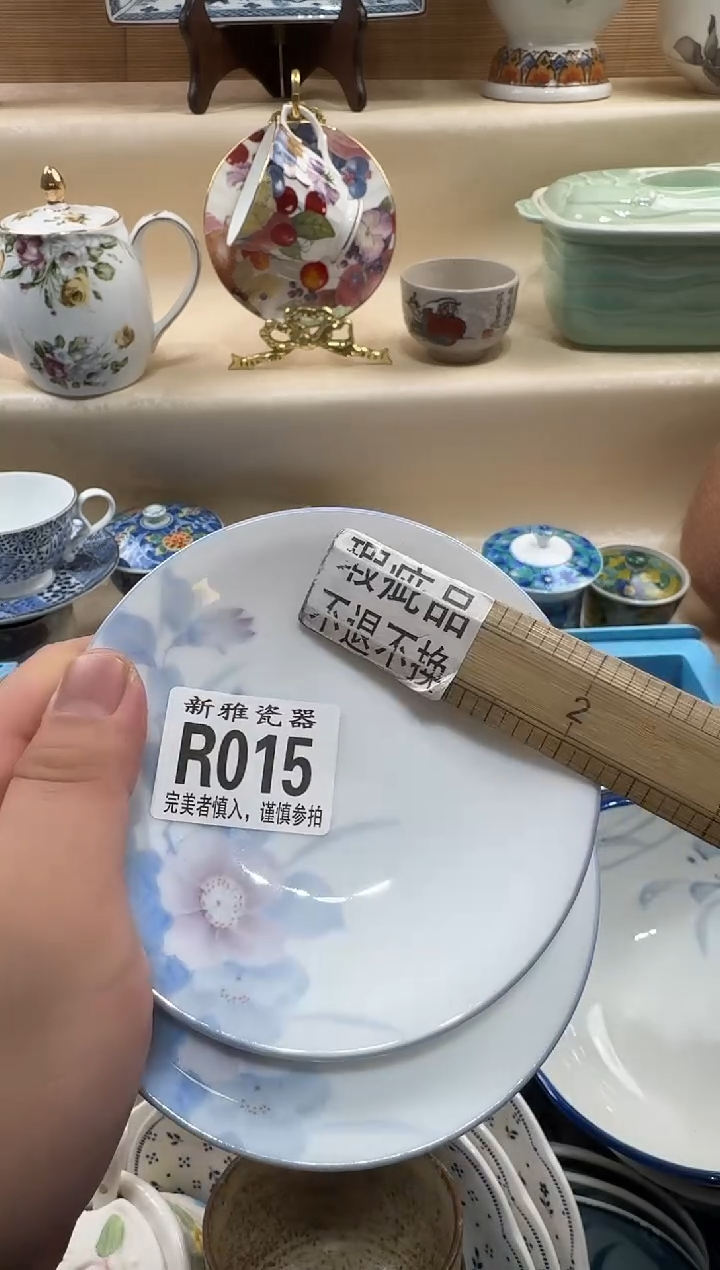 瑕疵品
不退不换
新雅瓷器
R015
完美者慎入，谨慎参拍
2